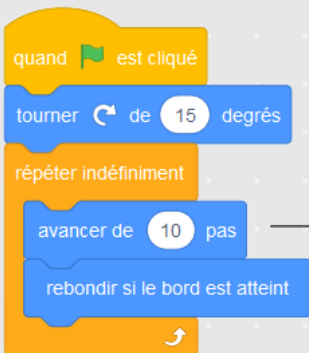 quand est cliqué
tourner de 15 degrés
répéter indéfiniment
avancer de 10 pas
rebondir si le bord est atteint